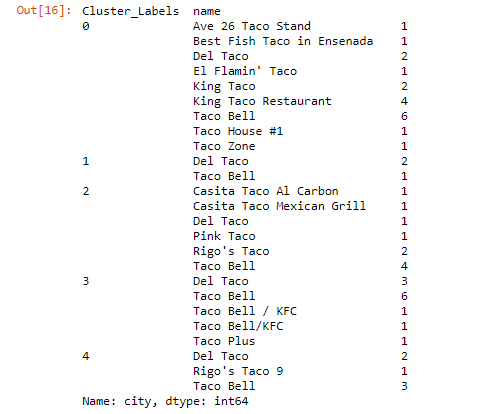 Out[16]: Cluster_Labels  name
0  Ave 26 Taco Stand  1
Best Fish Taco in Ensenada  1
Del Taco  2
El Flamin' Taco  1
King Taco  2
King Taco Restaurant  4
Taco Bell  6
Taco House #1  1
Taco Zone  1
1  Del Taco  2
Taco Bell  1
2  Casita Taco Al Carbon  1
Casita Taco Mexican Grill  1
Del Taco  1
Pink Taco  1
Rigo's Taco  2
Taco Bell  4
3  Del Taco  3
Taco Bell  6
Taco Bell / KFC  1
Taco Bell/KFC  1
Taco Plus  1
4  Del Taco  2
Rigo's Taco 9  1
Taco Bell  3
Name: city, dtype: int64